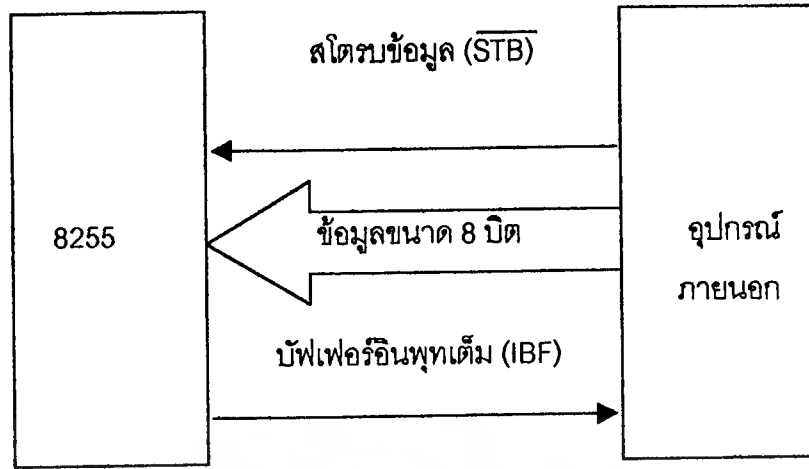 สโตรบข้อมูล (S̅T̅B̅)
8255
ข้อมูลขนาด 8 บิต
อุปกรณ์
ภายนอก
บัฟเฟอร์อินพุทเต็ม (IBF)